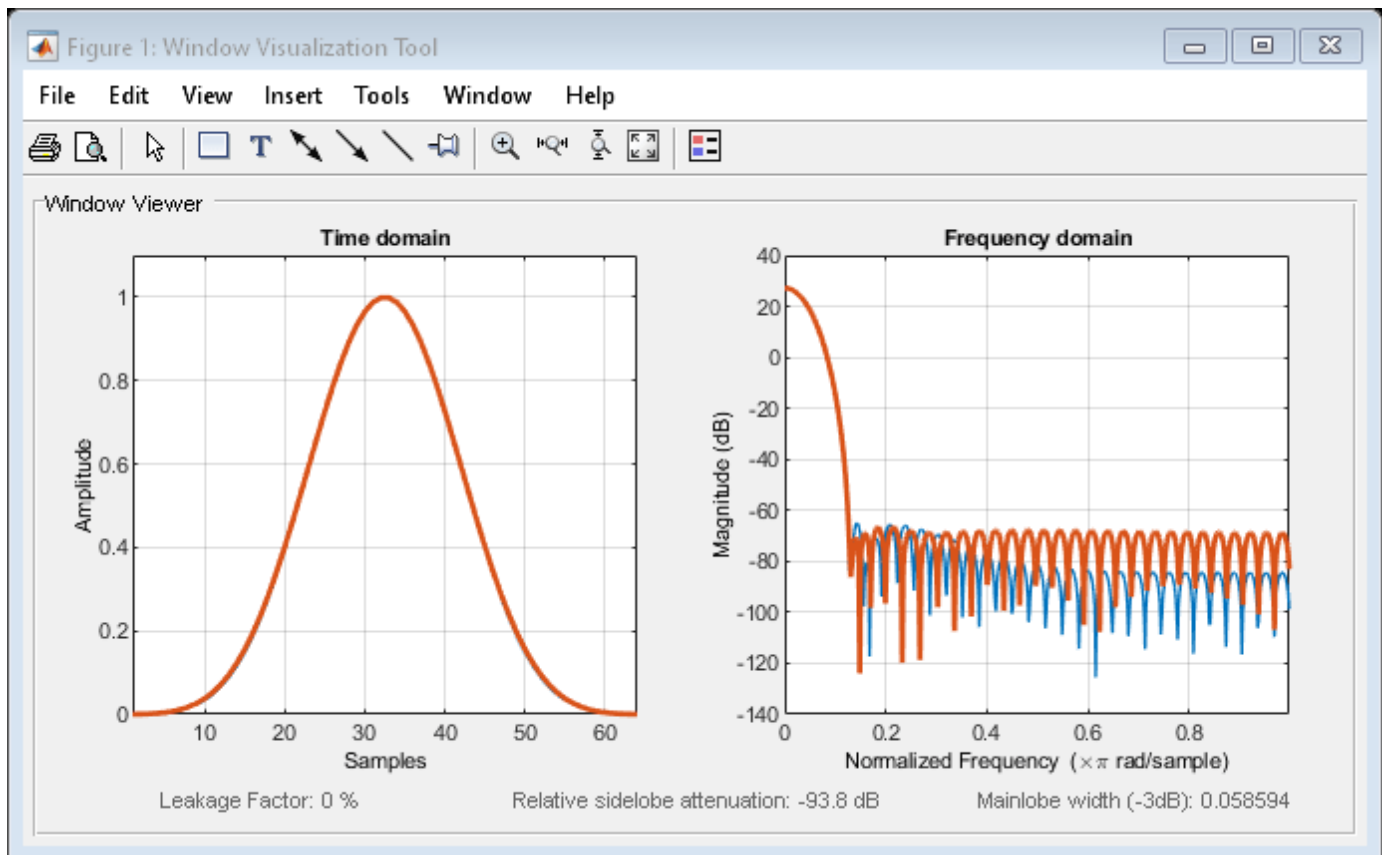 Figure 1: Window Visualization Tool
File Edit View Insert Tools Window Help
T
Window Viewer
Time domain
1
0.8
0.6
0.4
0.2
0
Amplitude
10 20 30 40 50 60
Samples
Frequency domain
40
20
0
-20
-40
-60
-80
-100
-120
-140
Magnitude (dB)
0 0.2 0.4 0.6 0.8
Normalized Frequency (×π rad/sample)
Leakage Factor: 0 %
Relative sidelobe attenuation: -93.8 dB
Mainlobe width (-3dB): 0.058594